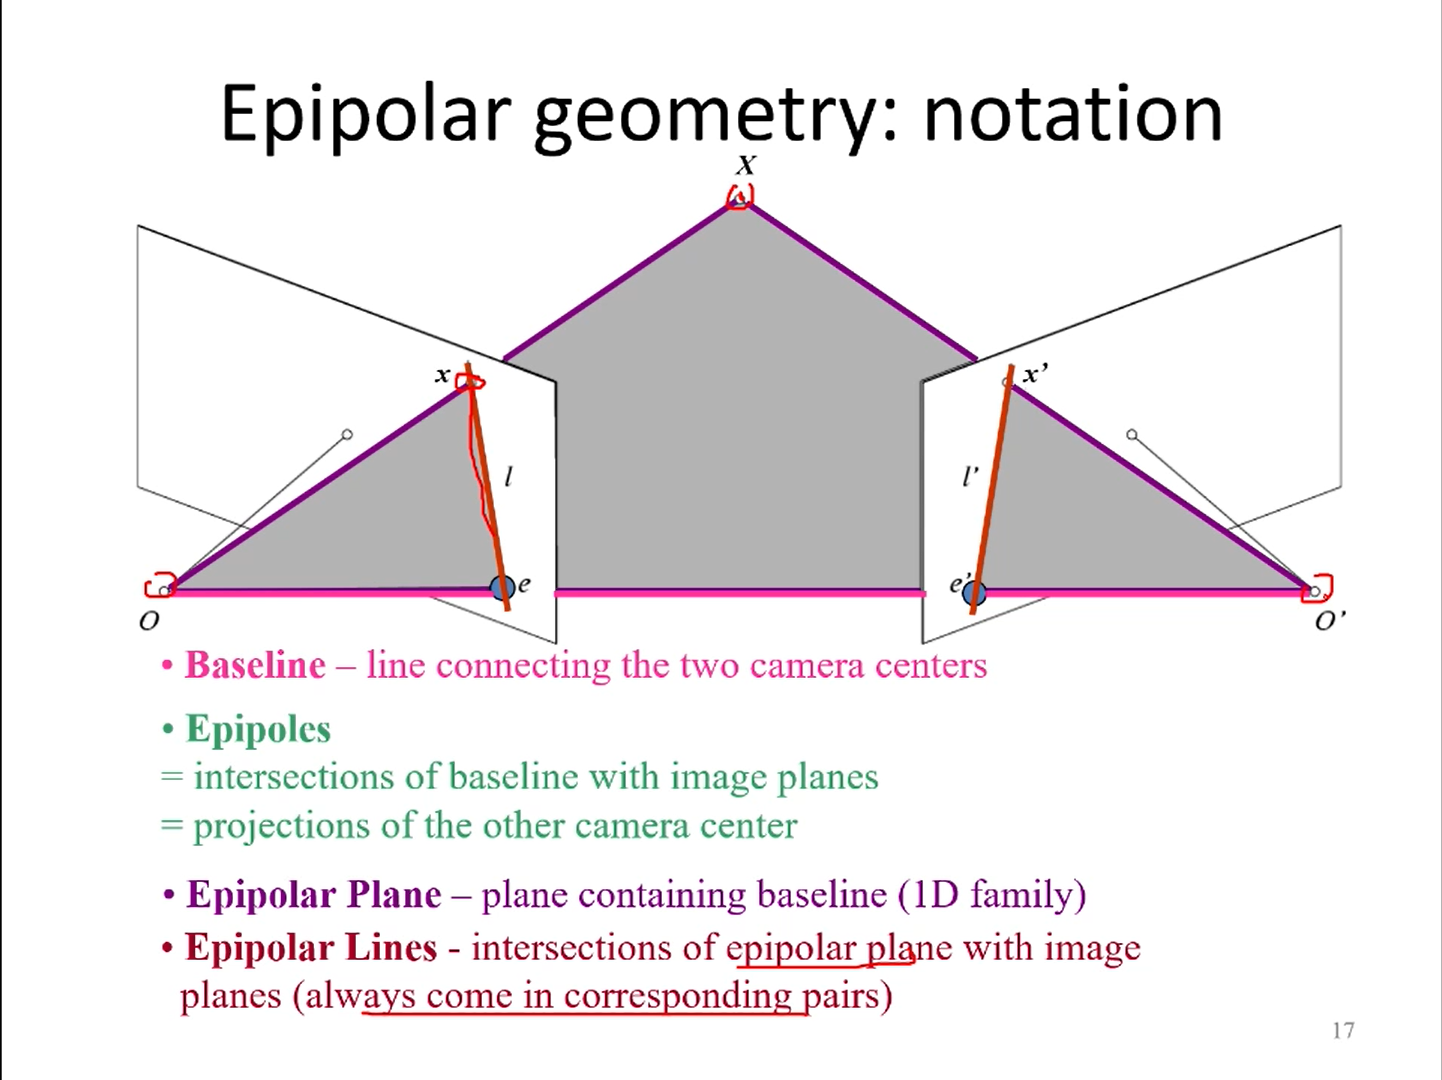 Epipolar geometry: notation
X
x
x’
l
l’
e
e’
O
O’
• Baseline – line connecting the two camera centers
• Epipoles
= intersections of baseline with image planes
= projections of the other camera center
• Epipolar Plane – plane containing baseline (1D family)
• Epipolar Lines - intersections of epipolar plane with image
planes (always come in corresponding pairs)
17